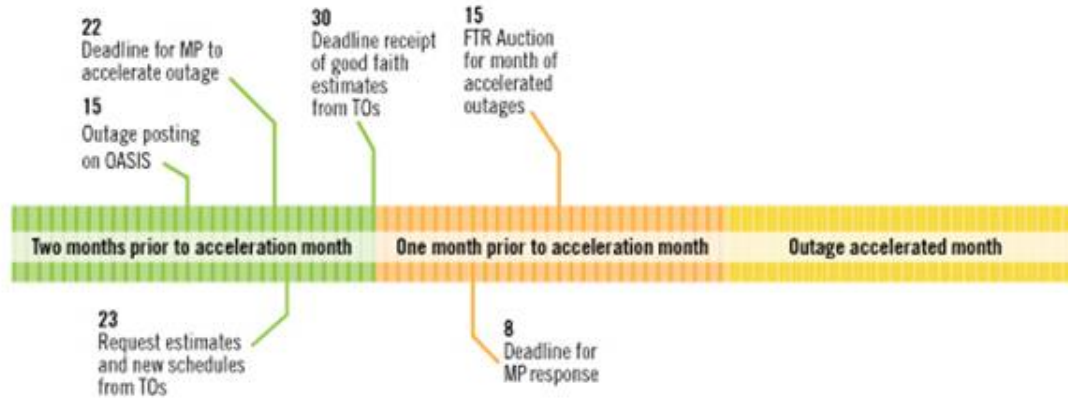 22
Deadline for MP to
accelerate outage
15
Outage posting
on OASIS
30
Deadline receipt
of good faith
estimates
from TOs
15
FTR Auction
for month of
accelerated
outages
Two months prior to acceleration month
One month prior to acceleration month
Outage accelerated month
23
Request estimates
and new schedules
from TOs
8
Deadline for
MP response